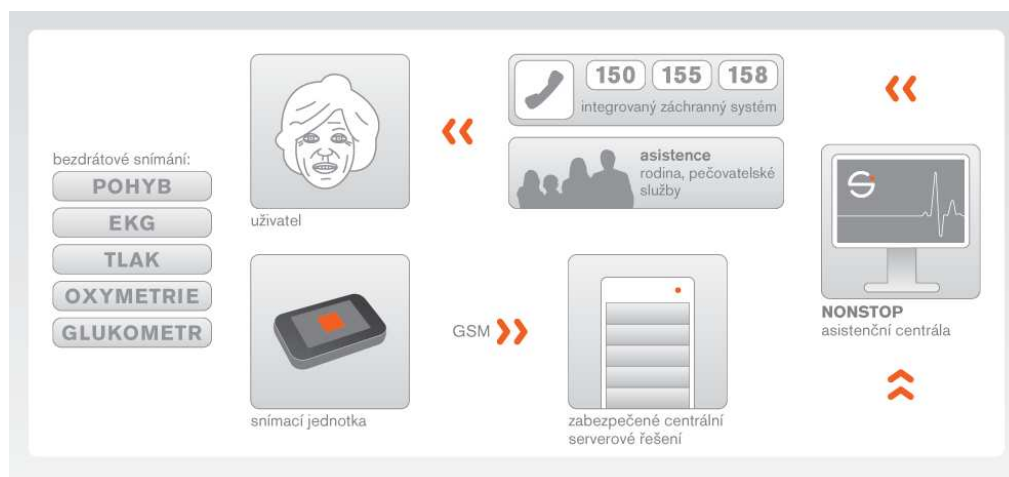 bezdrátové snímání:
POHYB
EKG
TLAK
OXYMETRIE
GLUKOMETR
uživatel
150 155 158
integrovaný záchranný systém
asistence
rodina, pečovatelské
služby
snímací jednotka
GSM
zabezpečené centrální
serverové řešení
NONSTOP
asistenční centrála